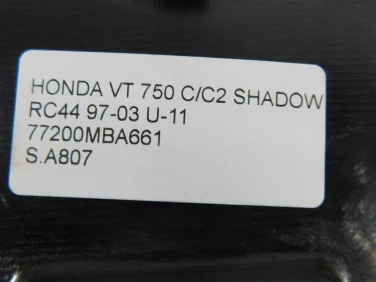 HONDA VT 750 C/C2 SHADOW
RC44 97-03 U-11
77200MBA661
S.A807